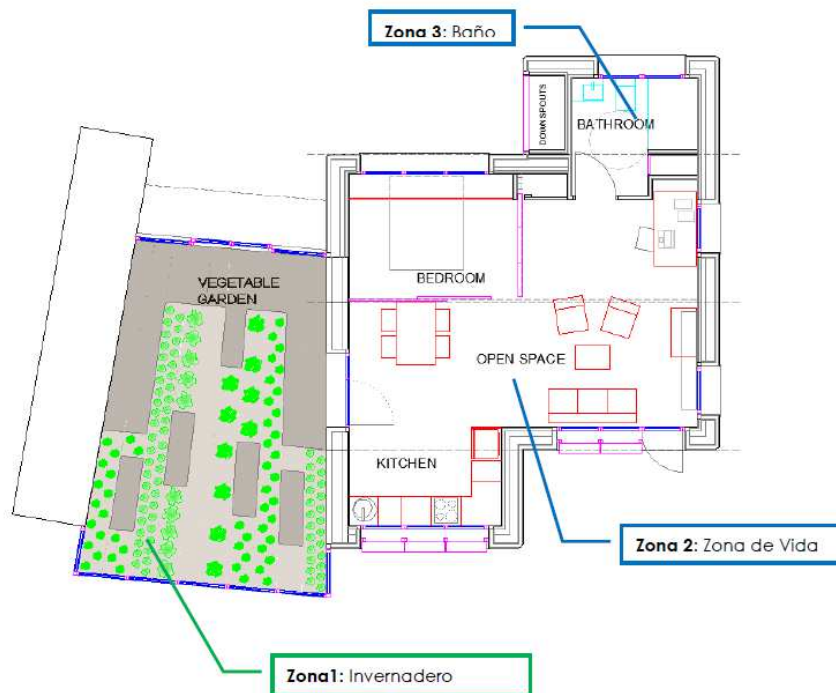 Zona 3: Baño
DOWNSPOUTS
BATHROOM
VEGETABLE
GARDEN
BEDROOM
OPEN SPACE
KITCHEN
Zona 2: Zona de Vida
Zona1: Invernadero